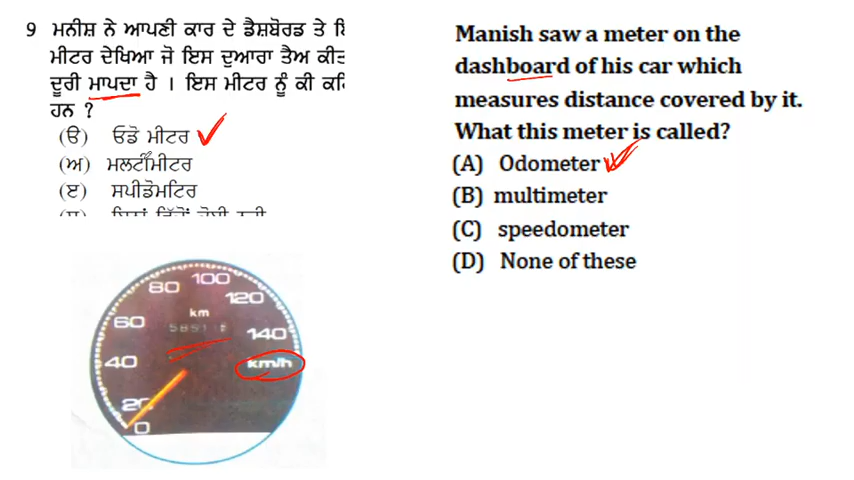 9 ਮਨੀਸ਼ ਨੇ ਆਪਣੀ ਕਾਰ ਦੇ ਡੈਸ਼ਬੋਰਡ ਤੇ
ਮੀਟਰ ਦੇਖਿਆ ਜੋ ਇਸ ਦੁਆਰਾ ਤੈਅ
ਦੂਰੀ ਮਾਪਦਾ ਹੈ । ਇਸ ਮੀਟਰ ਨੂੰ ਕੀ
ਹਨ ?
(ੳ) ਓਡੋ ਮੀਟਰ
(ਅ) ਮਲਟੀਮੀਟਰ
(ੲ) ਸਪੀਡੋਮਟਿਰ
Manish saw a meter on the
dashboard of his car which
measures distance covered by it.
What this meter is called?
(A) Odometer
(B) multimeter
(C) speedometer
(D) None of these
0
20
40
60
80
100
120
140
km
km/h